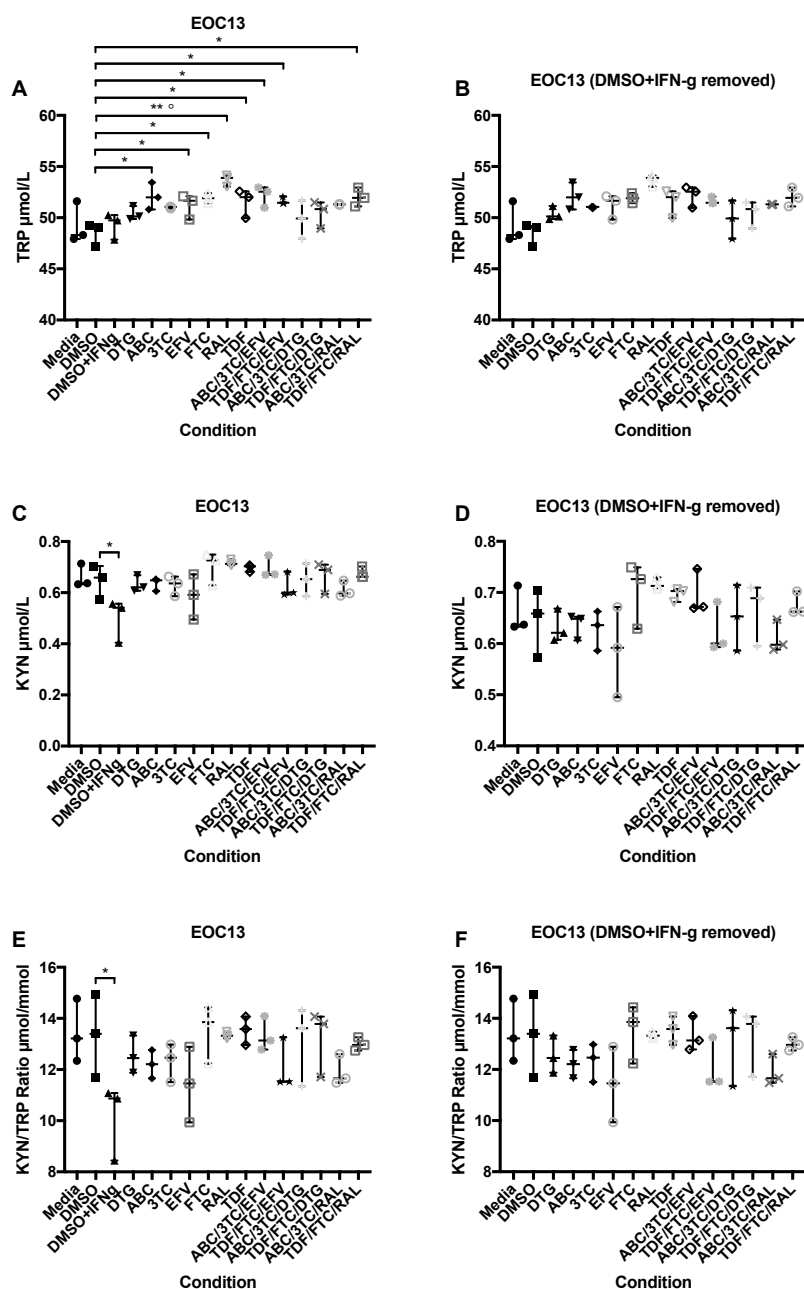 EOC13
*
*
*
*
** °
*
*
*
A
TRP µmol/L
60
55
50
45
40
Media
DMSO
DMSO+IFNg
DTG
ABC
3TC
EFV
FTC
RAL
TDF
ABC/3TC/EFV
TDF/FTC/EFV
ABC/3TC/DTG
TDF/FTC/DTG
ABC/3TC/RAL
TDF/FTC/RAL
Condition
B
EOC13 (DMSO+IFN-g removed)
TRP µmol/L
60
55
50
45
40
Media
DMSO
DTG
ABC
3TC
EFV
FTC
RAL
TDF
ABC/3TC/EFV
TDF/FTC/EFV
ABC/3TC/DTG
TDF/FTC/DTG
ABC/3TC/RAL
TDF/FTC/RAL
Condition
C
EOC13
*
KYN µmol/L
0.8
0.6
0.4
0.2
0.0
Media
DMSO
DMSO+IFNg
DTG
ABC
3TC
EFV
FTC
RAL
TDF
ABC/3TC/EFV
TDF/FTC/EFV
ABC/3TC/DTG
TDF/FTC/DTG
ABC/3TC/RAL
TDF/FTC/RAL
Condition
D
EOC13 (DMSO+IFN-g removed)
KYN µmol/L
0.8
0.7
0.6
0.5
0.4
Media
DMSO
DTG
ABC
3TC
EFV
FTC
RAL
TDF
ABC/3TC/EFV
TDF/FTC/EFV
ABC/3TC/DTG
TDF/FTC/DTG
ABC/3TC/RAL
TDF/FTC/RAL
Condition
E
EOC13
*
KYN/TRP Ratio µmol/mmol
16
14
12
10
8
Media
DMSO
DMSO+IFNg
DTG
ABC
3TC
EFV
FTC
RAL
TDF
ABC/3TC/EFV
TDF/FTC/EFV
ABC/3TC/DTG
TDF/FTC/DTG
ABC/3TC/RAL
TDF/FTC/RAL
Condition
F
EOC13 (DMSO+IFN-g removed)
KYN/TRP Ratio µmol/mmol
16
14
12
10
8
Media
DMSO
DTG
ABC
3TC
EFV
FTC
RAL
TDF
ABC/3TC/EFV
TDF/FTC/EFV
ABC/3TC/DTG
TDF/FTC/DTG
ABC/3TC/RAL
TDF/FTC/RAL
Condition